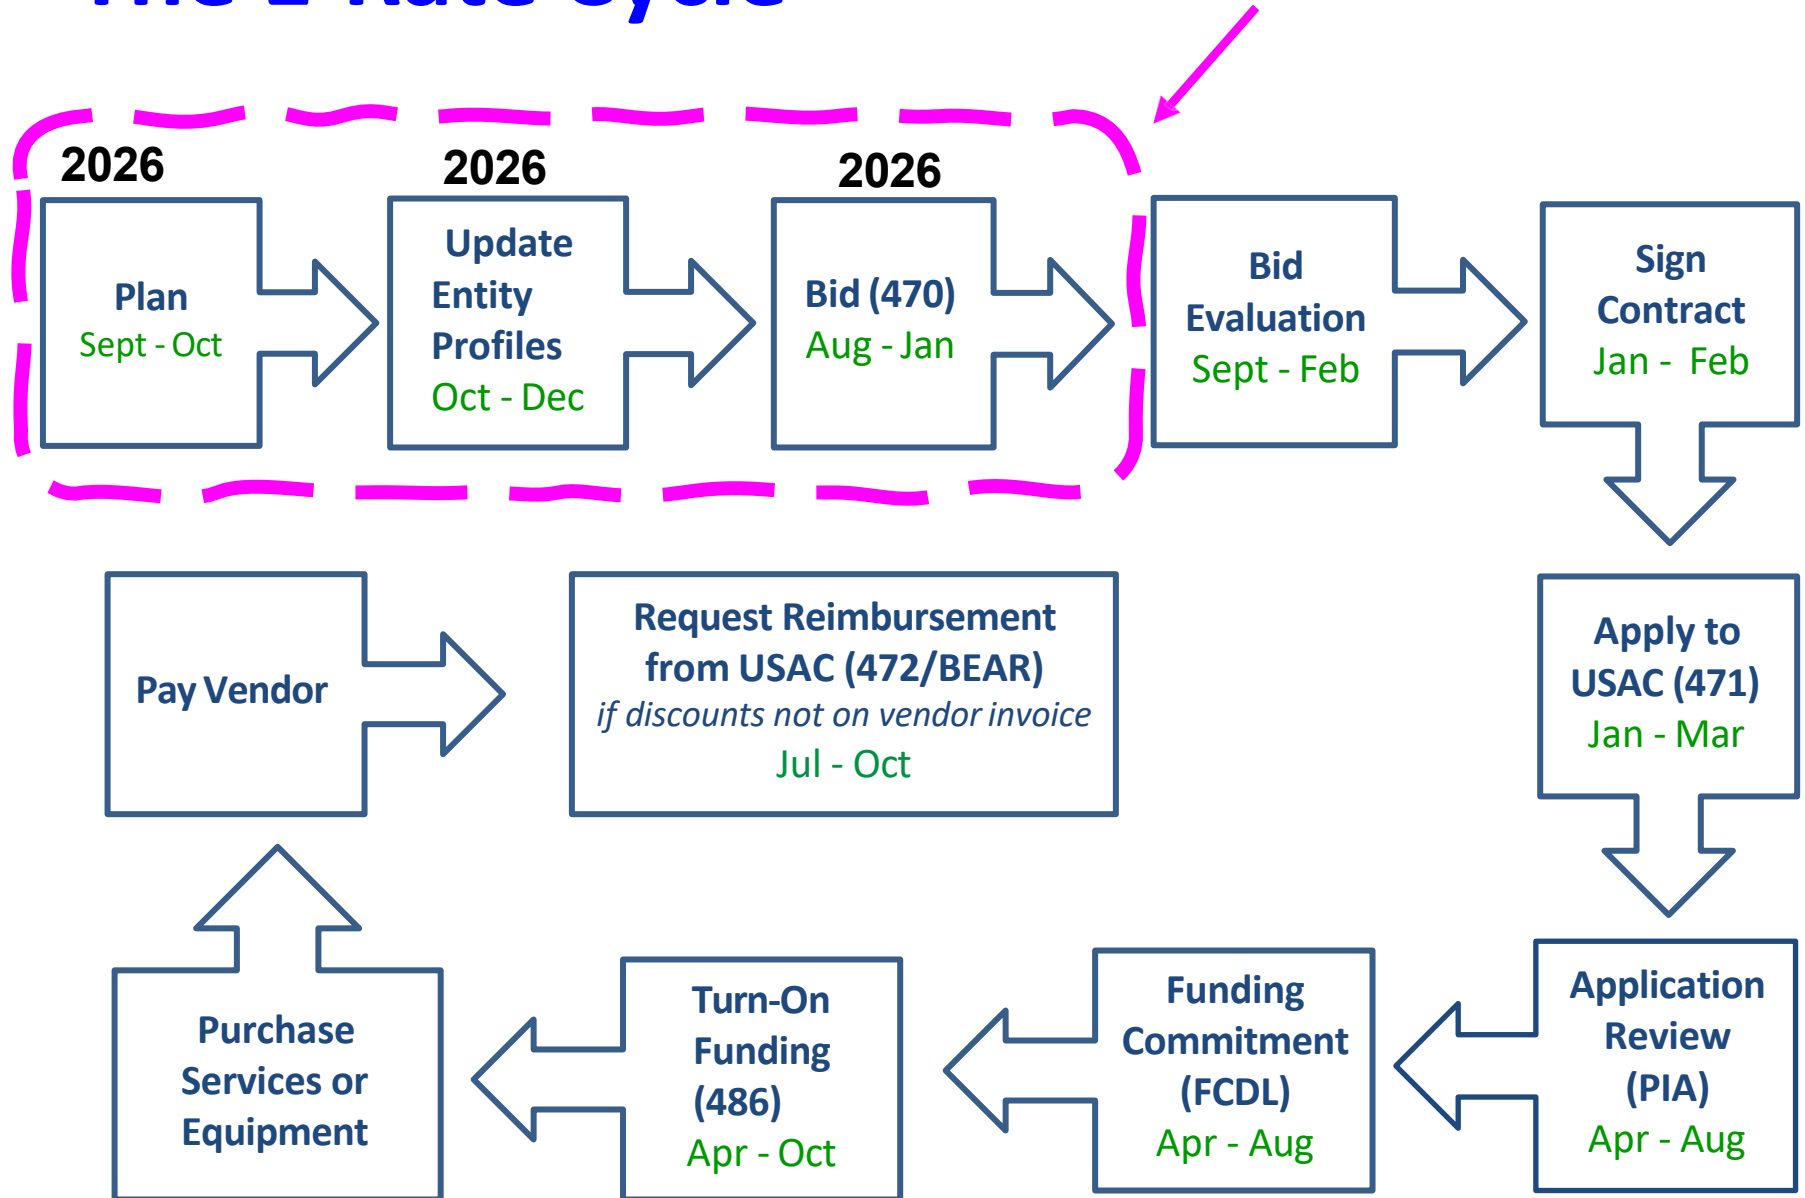 The E-Rate Cycle
2026
2026
2026
Plan
Sept - Oct
Update
Entity
Profiles
Oct - Dec
Bid (470)
Aug - Jan
Bid
Evaluation
Sept - Feb
Sign
Contract
Jan - Feb
Apply to
USAC (471)
Jan - Mar
Application
Review
(PIA)
Apr - Aug
Funding
Commitment
(FCDL)
Apr - Aug
Turn-On
Funding
(486)
Apr - Oct
Purchase
Services or
Equipment
Pay Vendor
Request Reimbursement
from USAC (472/BEAR)
if discounts not on vendor invoice
Jul - Oct